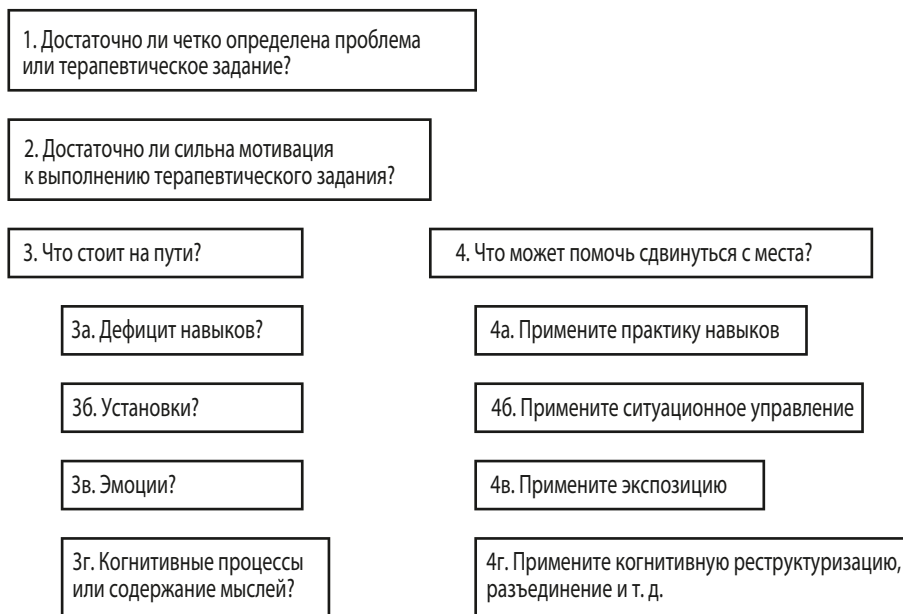 1. Достаточно ли четко определена проблема
или терапевтическое задание?
2. Достаточно ли сильна мотивация
к выполнению терапевтического задания?
3. Что стоит на пути?
4. Что может помочь сдвинуться с места?
3а. Дефицит навыков?
4а. Примените практику навыков
3б. Установки?
4б. Примените ситуационное управление
3в. Эмоции?
4в. Примените экспозицию
3г. Когнитивные процессы
или содержание мыслей?
4г. Примените когнитивную реструктуризацию,
разъединение и т. д.